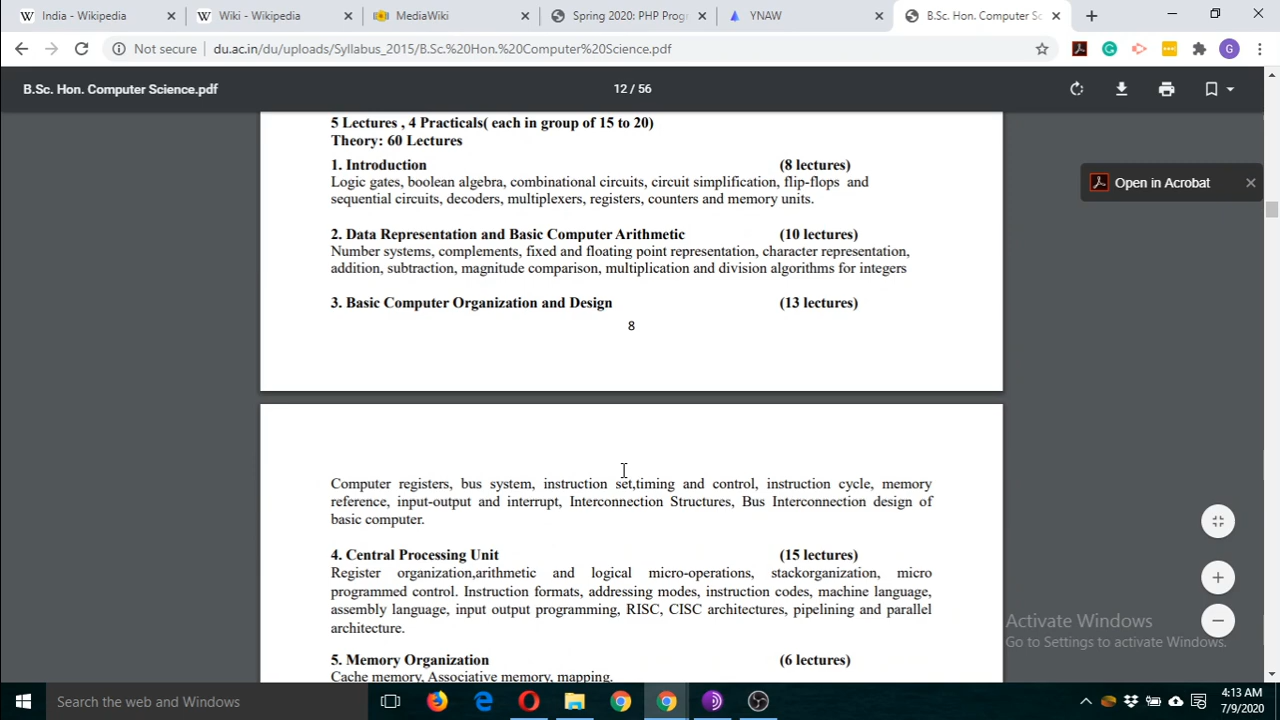 India - Wikipedia
Wiki - Wikipedia
MediaWiki
Spring 2020: PHP Prog
YNAW
B.Sc. Hon. Computer Sc
Not secure
du.ac.in/du/uploads/Syllabus_2015/B.Sc.%20Hon.%20Computer%20Science.pdf
G
B.Sc. Hon. Computer Science.pdf
12 / 56
Open in Acrobat
5 Lectures , 4 Practicals( each in group of 15 to 20)
Theory: 60 Lectures
1. Introduction (8 lectures)
Logic gates, boolean algebra, combinational circuits, circuit simplification, flip-flops and
sequential circuits, decoders, multiplexers, registers, counters and memory units.
2. Data Representation and Basic Computer Arithmetic (10 lectures)
Number systems, complements, fixed and floating point representation, character representation,
addition, subtraction, magnitude comparison, multiplication and division algorithms for integers
3. Basic Computer Organization and Design (13 lectures)
8
Computer registers, bus system, instruction set,timing and control, instruction cycle, memory
reference, input-output and interrupt, Interconnection Structures, Bus Interconnection design of
basic computer.
4. Central Processing Unit (15 lectures)
Register organization,arithmetic and logical micro-operations, stackorganization, micro
programmed control. Instruction formats, addressing modes, instruction codes, machine language,
assembly language, input output programming, RISC, CISC architectures, pipelining and parallel
architecture.
5. Memory Organization (6 lectures)
Cache memory, Associative memory, mapping.
Activate Windows
Go to Settings to activate Windows.
Search the web and Windows
4:13 AM
7/9/2020